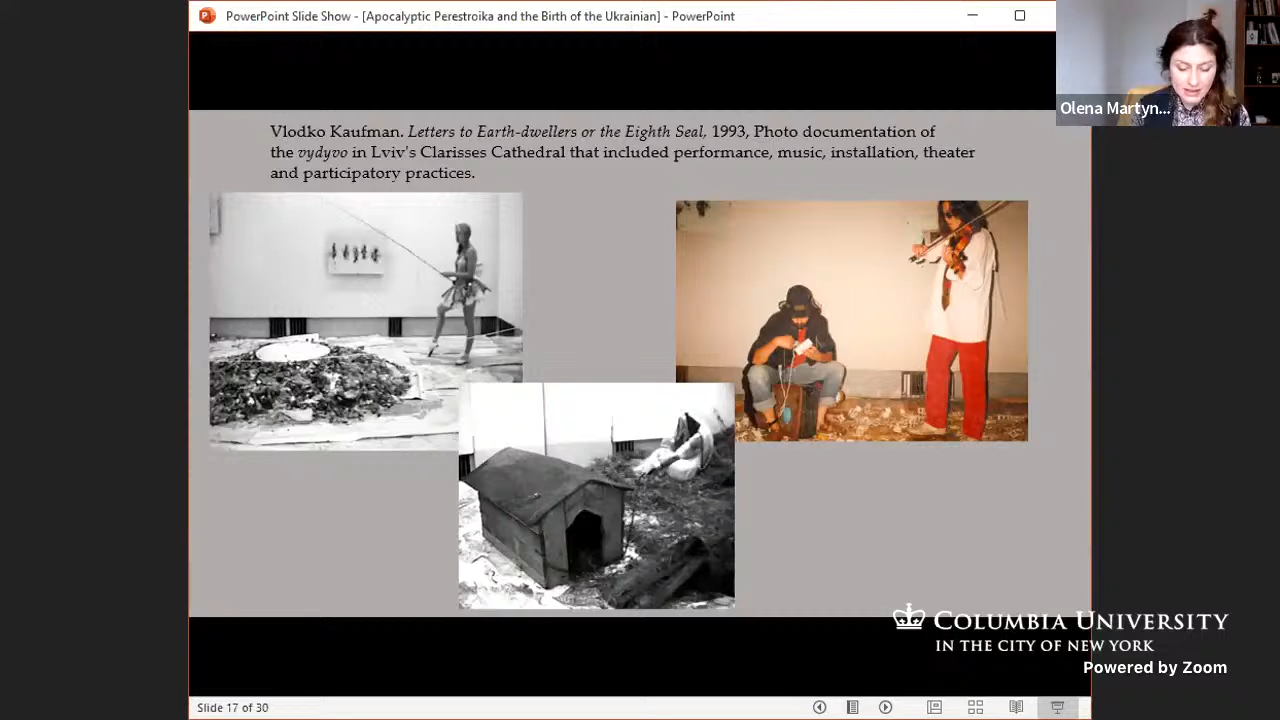 PowerPoint Slide Show - [Apocalyptic Perestroika and the Birth of the Ukrainian] - PowerPoint
Olena Martyn...
Vlodko Kaufman. Letters to Earth-dwellers or the Eighth Seal, 1993, Photo documentation of
the vydyvo in Lviv's Clarisses Cathedral that included performance, music, installation, theater
and participatory practices.
COLUMBIA UNIVERSITY
IN THE CITY OF NEW YORK
Powered by Zoom
Slide 17 of 30